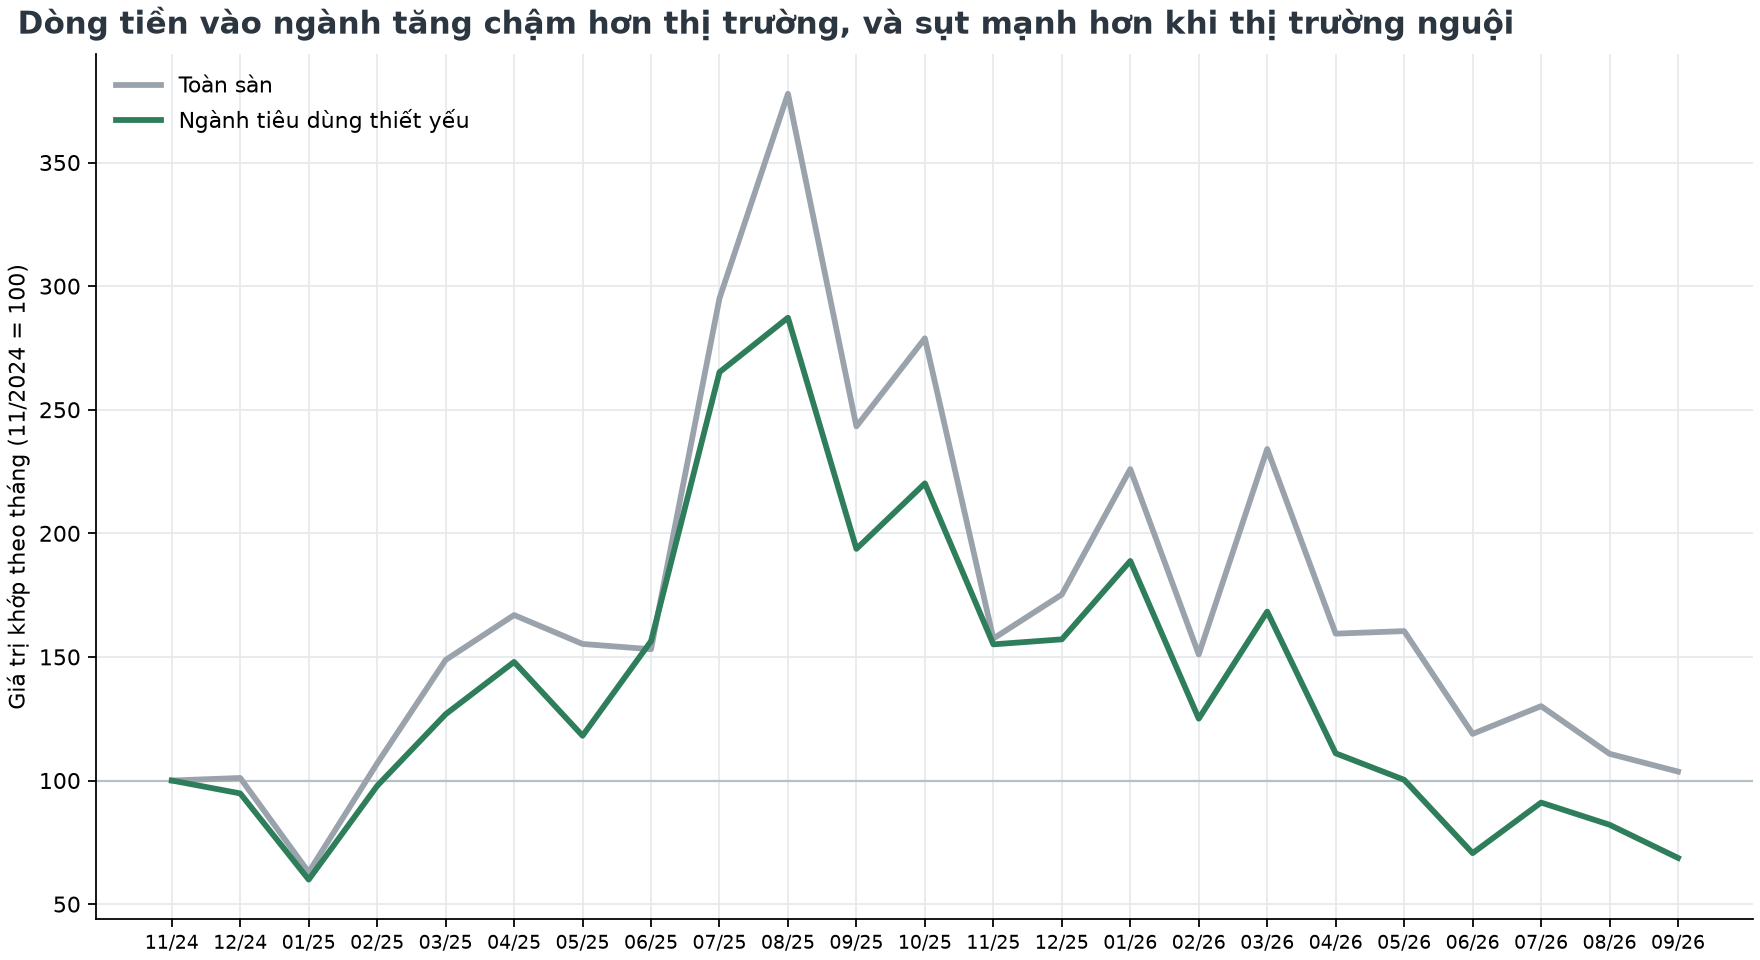 Dòng tiền vào ngành tăng chậm hơn thị trường, và sụt mạnh hơn khi thị trường nguội
Toàn sàn
Ngành tiêu dùng thiết yếu
Giá trị khớp theo tháng (11/2024 = 100)
350
300
250
200
150
100
50
11/24 12/24 01/25 02/25 03/25 04/25 05/25 06/25 07/25 08/25 09/25 10/25 11/25 12/25 01/26 02/26 03/26 04/26 05/26 06/26 07/26 08/26 09/26